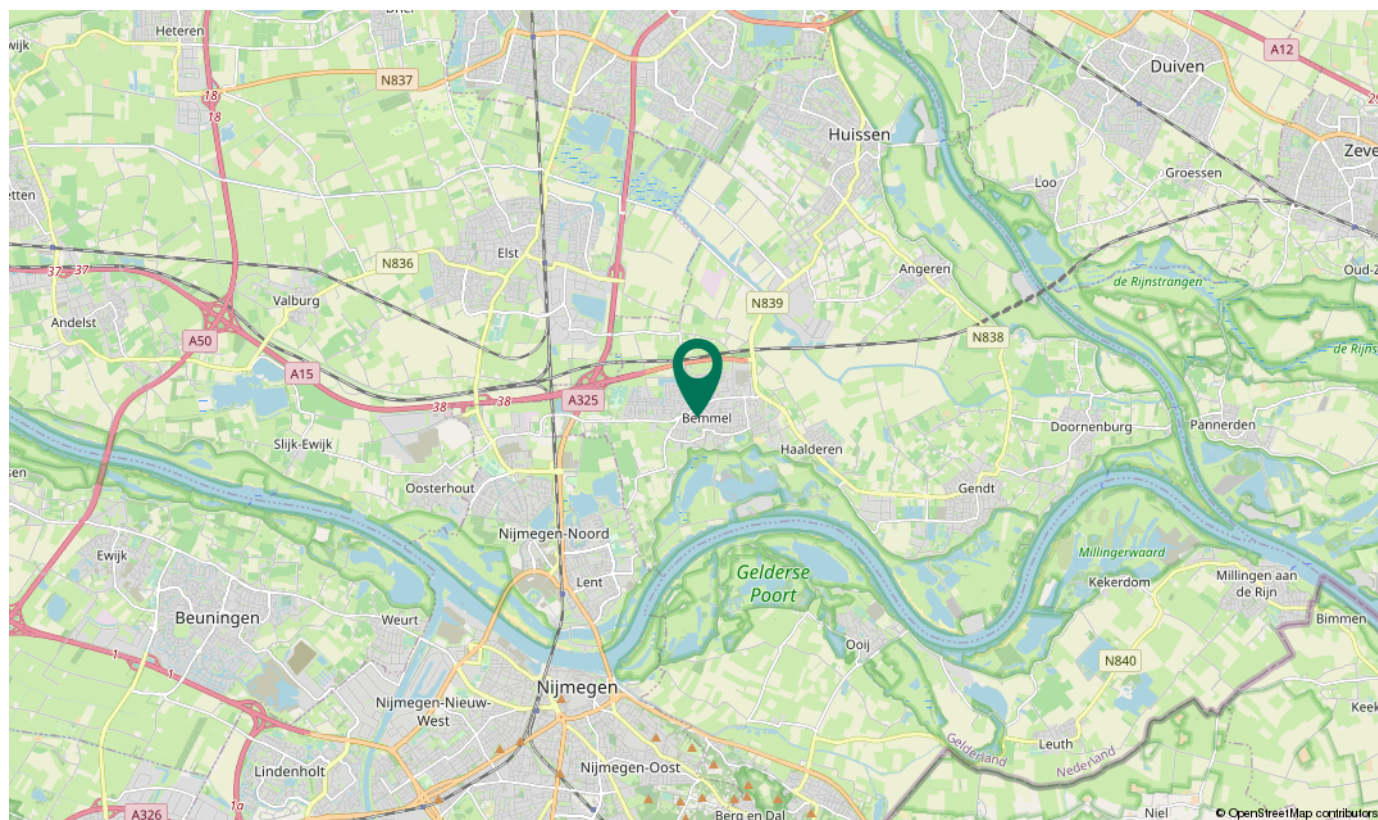 Heteren
wijk
A12
N837
Duiven
18
18
Huissen
Zeve
Groessen
Loo
etten
Elst
N836
Angeren
Oud-Z
37
37
de Rijnstrangen
Valburg
N839
Andelst
A50
N838
de Rijns
A15
38
38
A325
Bemmel
Pannerden
Doornenburg
Slijk-Ewijk
Haalderen
sen
Oosterhout
Gendt
Nijmegen-Noord
Ewijk
Millingerwaard
Gelderse
Poort
Lent
Kekerdom
Millingen aan
de Rijn
Beuningen
Weurt
Bimmen
Ooij
1
1
N840
Nijmegen
Nijmegen-Nieuw-
West
Keek
Leuth
Gelderland
Nederland
Lindenholt
Nijmegen-Oost
1a
A326
Berg en Dal
Niel
© OpenStreetMap contributors